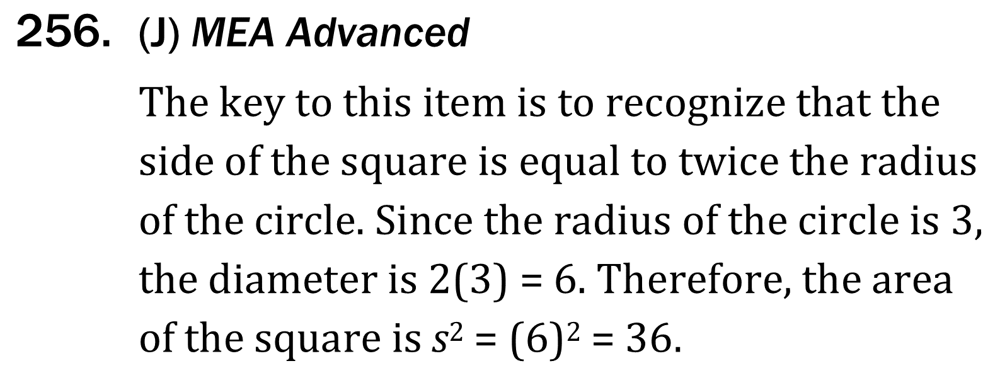 256. (J) MEA Advanced
The key to this item is to recognize that the
side of the square is equal to twice the radius
of the circle. Since the radius of the circle is 3,
the diameter is 2(3) = 6. Therefore, the area
of the square is s² = (6)² = 36.